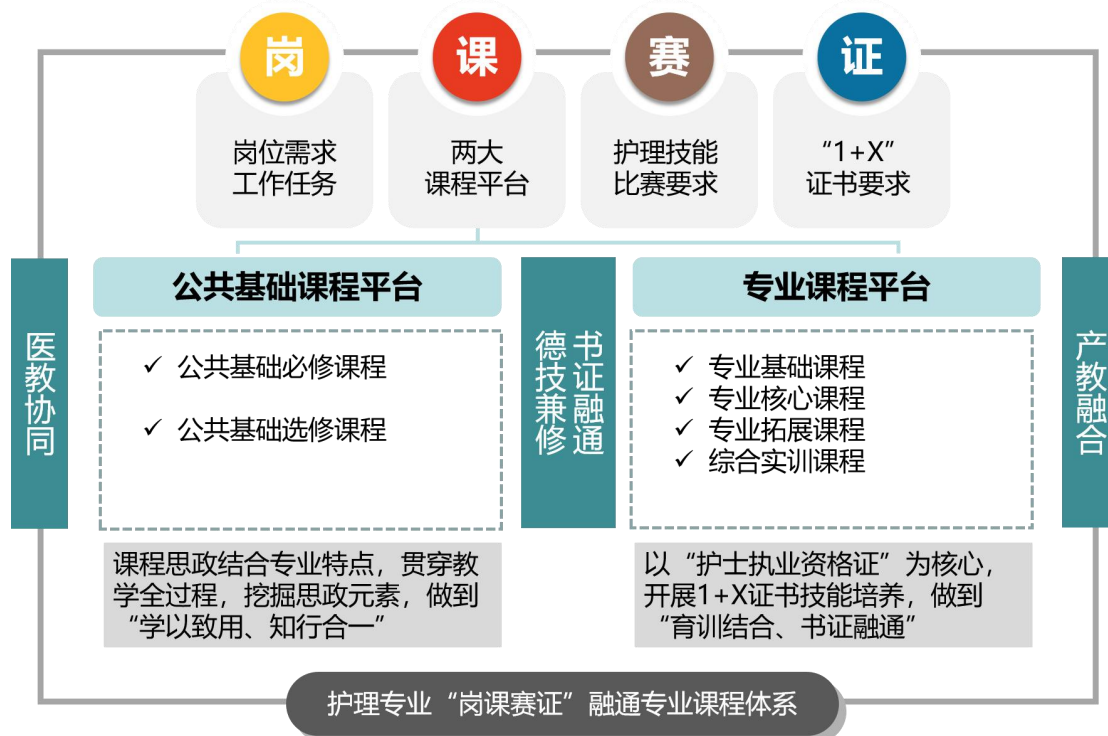 岗
课
赛
证
岗位需求
工作任务
两大
课程平台
护理技能
比赛要求
“1+X”
证书要求
医教协同
公共基础课程平台
✓ 公共基础必修课程
✓ 公共基础选修课程
课程思政结合专业特点，贯穿教
学全过程，挖掘思政元素，做到
“学以致用、知行合一”
书证融通
德技兼修
专业课程平台
✓ 专业基础课程
✓ 专业核心课程
✓ 专业拓展课程
✓ 综合实训课程
以“护士执业资格证”为核心，
开展1+X证书技能培养，做到
“育训结合、书证融通”
产教融合
护理专业“岗课赛证”融通专业课程体系